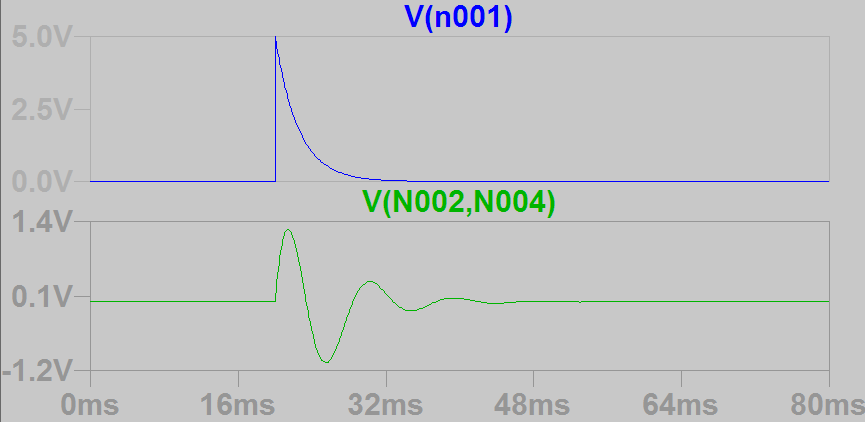 V(n001)
5.0V
2.5V
0.0V
V(N002,N004)
1.4V
0.1V
-1.2V
0ms 16ms 32ms 48ms 64ms 80ms